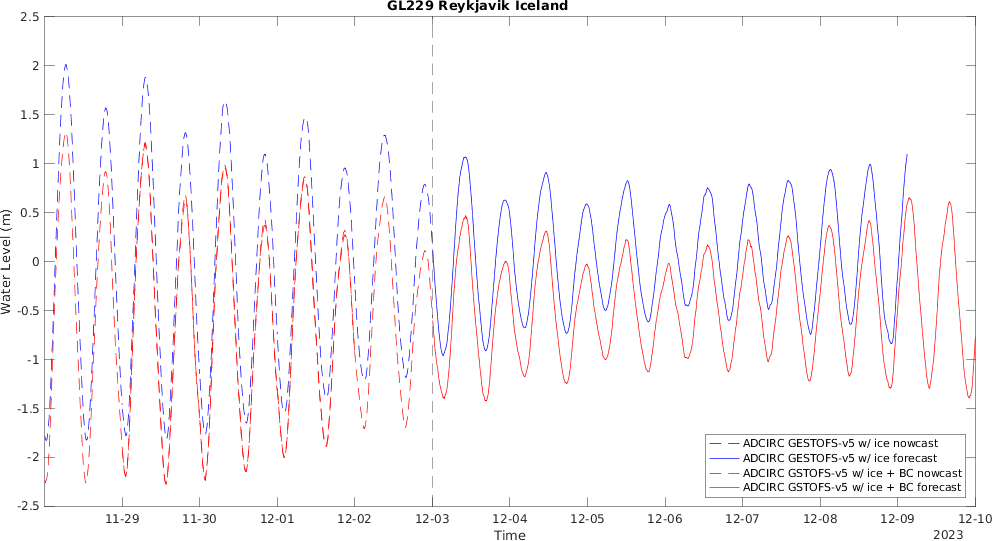 GL229 Reykjavik Iceland
2.5
2
1.5
1
0.5
0
-0.5
-1
-1.5
-2
-2.5
Water Level (m)
ADCIRC GESTOFS-v5 w/ ice nowcast
ADCIRC GESTOFS-v5 w/ ice forecast
ADCIRC GSTOFS-v5 w/ ice + BC nowcast
ADCIRC GSTOFS-v5 w/ ice + BC forecast
11-29 11-30 12-01 12-02 12-03 12-04 12-05 12-06 12-07 12-08 12-09 12-10
Time
2023